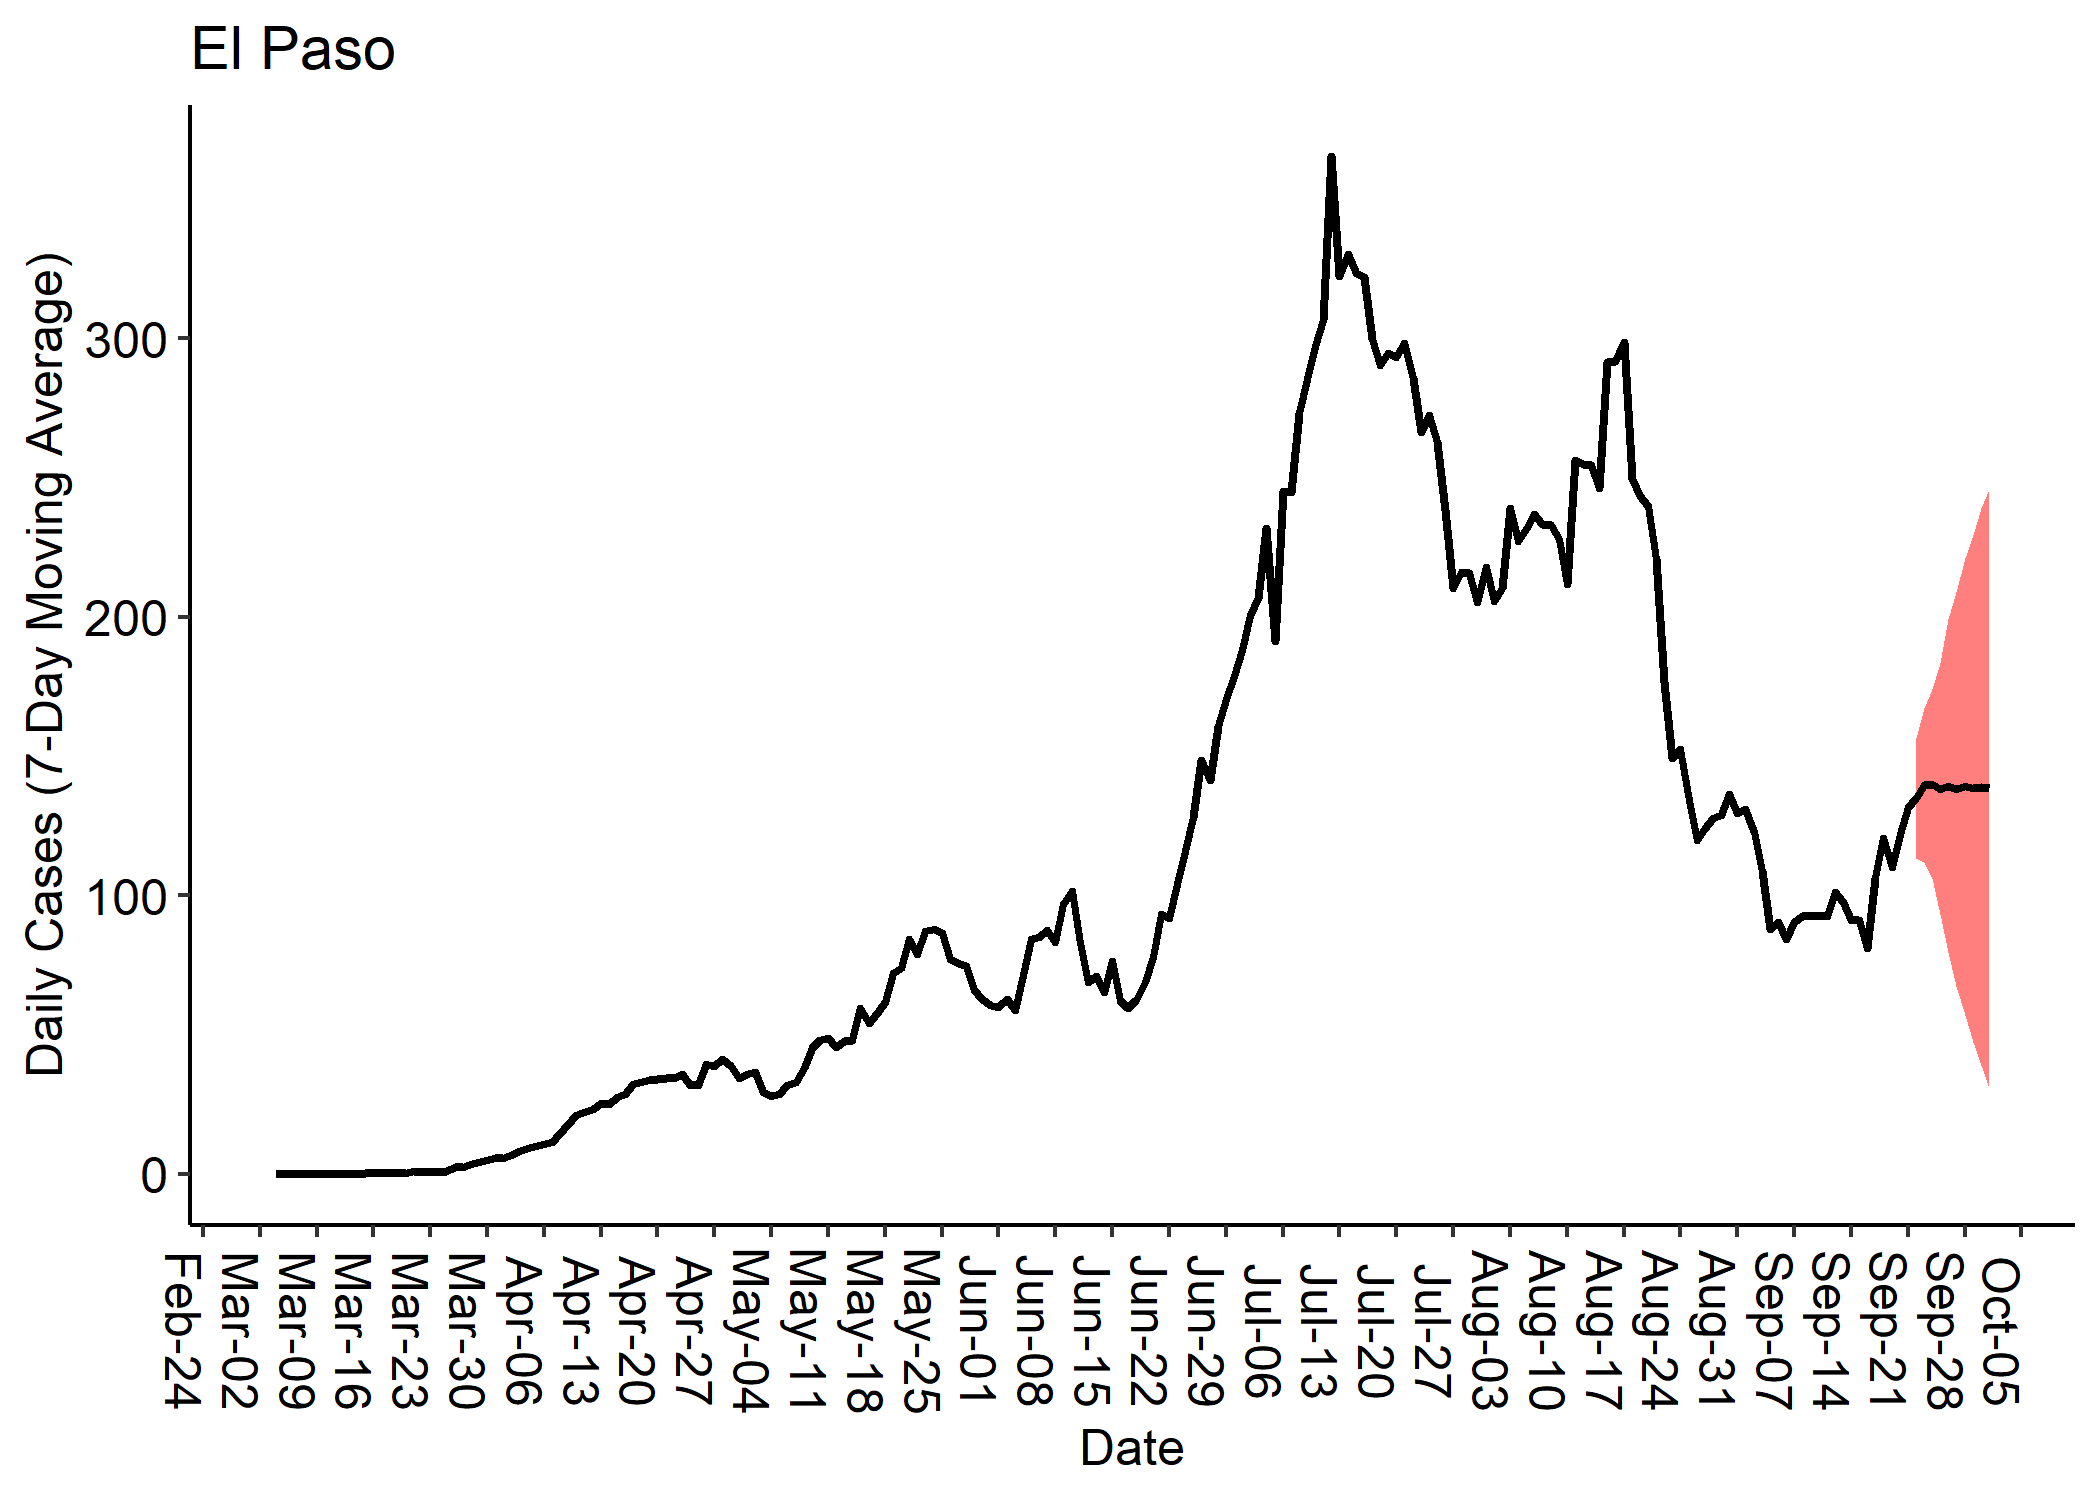 El Paso
Daily Cases (7-Day Moving Average)
300
200
100
0
Feb-24
Mar-02
Mar-09
Mar-16
Mar-23
Mar-30
Apr-06
Apr-13
Apr-20
Apr-27
May-04
May-11
May-18
May-25
Jun-01
Jun-08
Jun-15
Jun-22
Jun-29
Jul-06
Jul-13
Jul-20
Jul-27
Aug-03
Aug-10
Aug-17
Aug-24
Aug-31
Sep-07
Sep-14
Sep-21
Sep-28
Oct-05
Date